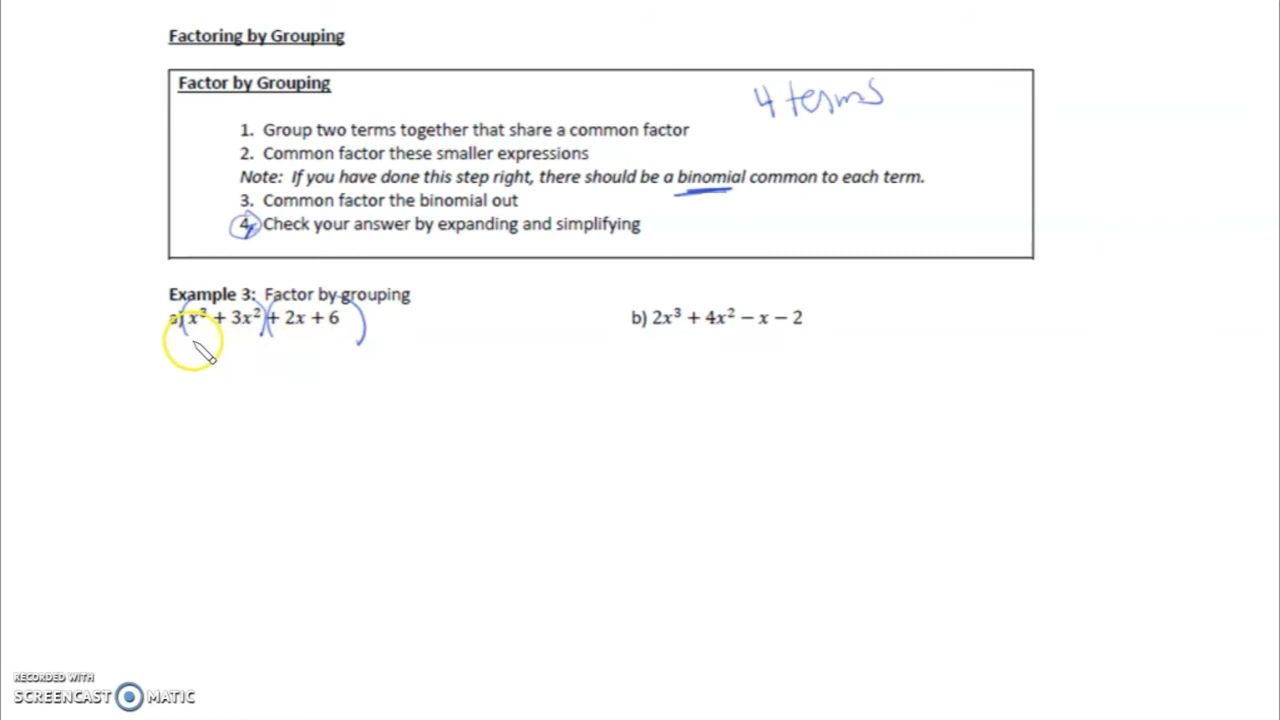 Factoring by Grouping
Factor by Grouping
4 terms
1. Group two terms together that share a common factor
2. Common factor these smaller expressions
Note: If you have done this step right, there should be a binomial common to each term.
3. Common factor the binomial out
4. Check your answer by expanding and simplifying
Example 3: Factor by grouping
a) (x³ + 3x²)(+ 2x + 6)
b) 2x³ + 4x² − x − 2
RECORDED WITH
SCREENCAST MATIC